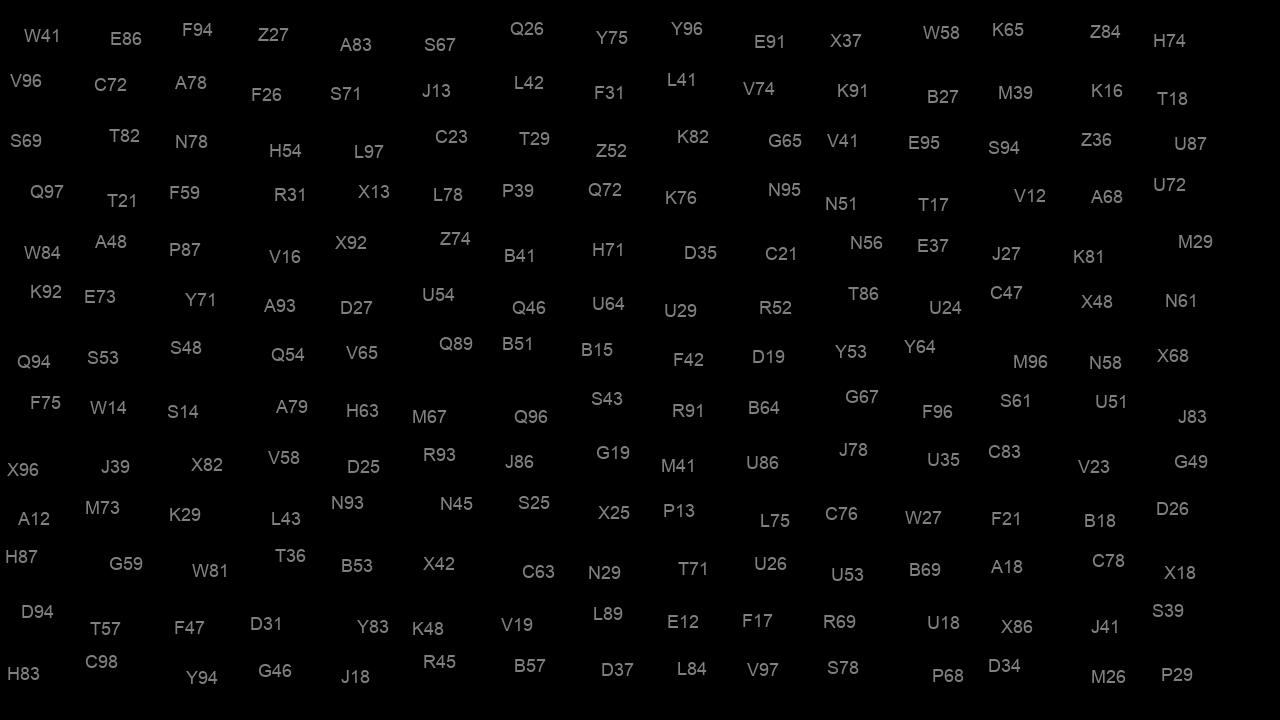 W41 E86 F94 Z27 A83 S67 Q26 Y75 Y96 E91 X37 W58 K65 Z84 H74
V96 C72 A78 F26 S71 J13 L42 F31 L41 V74 K91 B27 M39 K16 T18
S69 T82 N78 H54 L97 C23 T29 Z52 K82 G65 V41 E95 S94 Z36 U87
Q97 T21 F59 R31 X13 L78 P39 Q72 K76 N95 N51 T17 V12 A68 U72
W84 A48 P87 V16 X92 Z74 B41 H71 D35 C21 N56 E37 J27 K81 M29
K92 E73 Y71 A93 D27 U54 Q46 U64 U29 R52 T86 U24 C47 X48 N61
Q94 S53 S48 Q54 V65 Q89 B51 B15 F42 D19 Y53 Y64 M96 N58 X68
F75 W14 S14 A79 H63 M67 Q96 S43 R91 B64 G67 F96 S61 U51 J83
X96 J39 X82 V58 D25 R93 J86 G19 M41 U86 J78 U35 C83 V23 G49
A12 M73 K29 L43 N93 N45 S25 X25 P13 L75 C76 W27 F21 B18 D26
H87 G59 W81 T36 B53 X42 C63 N29 T71 U26 U53 B69 A18 C78 X18
D94 T57 F47 D31 Y83 K48 V19 L89 E12 F17 R69 U18 X86 J41 S39
H83 C98 Y94 G46 J18 R45 B57 D37 L84 V97 S78 P68 D34 M26 P29